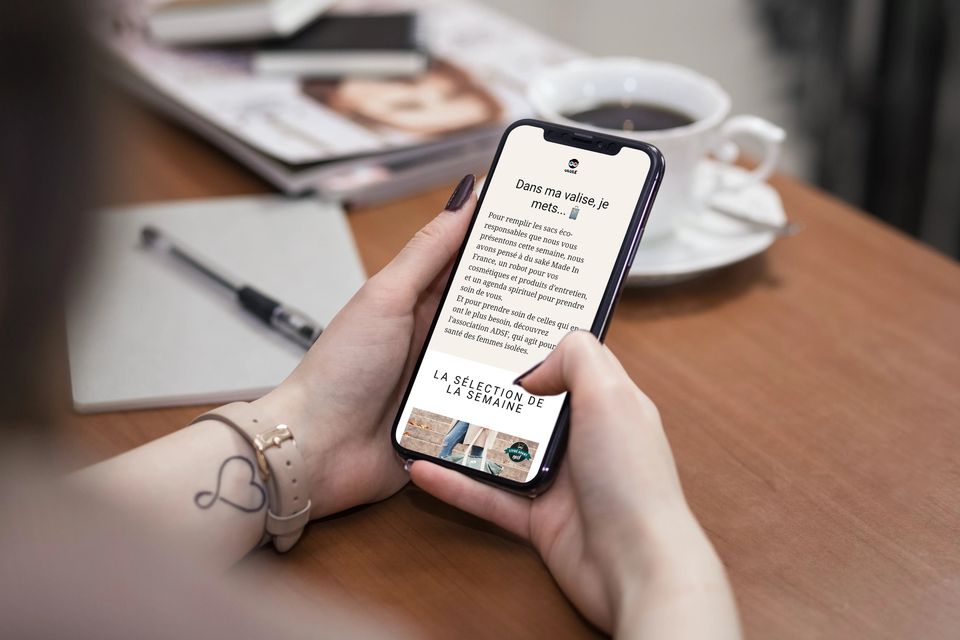 Dans ma valise, je
mets...
Pour remplir les sacs éco-
responsables que nous vous
présentons cette semaine, nous
avons pensé à du saké Made In
France, un robot pour vos
cosmétiques et produits d'entretien,
et un agenda spirituel pour prendre
soin de vous.
Et pour prendre soin de celles qui en
ont le plus besoin, découvrez
l'association ADSF, qui agit pour
santé des femmes isolées.
LA SÉLECTION DE
LA SEMAINE